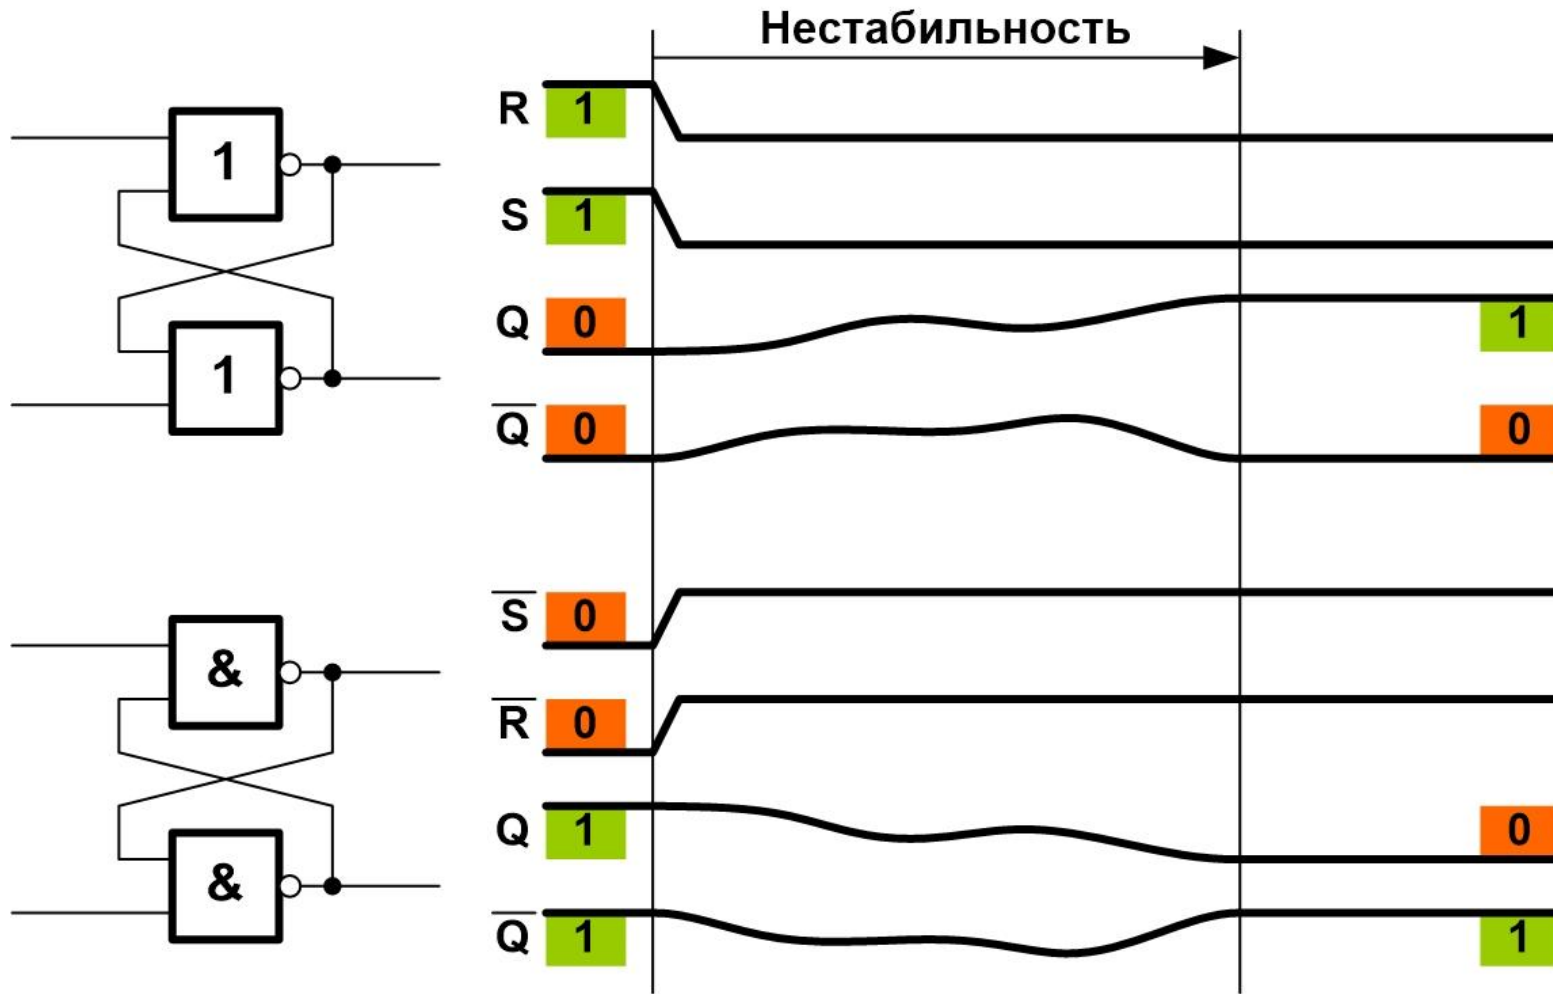 Нестабильность
R 1
1
S 1
Q 0 1
1
Q̅ 0 0
S̅ 0
&
R̅ 0
Q 1 0
&
Q̅ 1 1